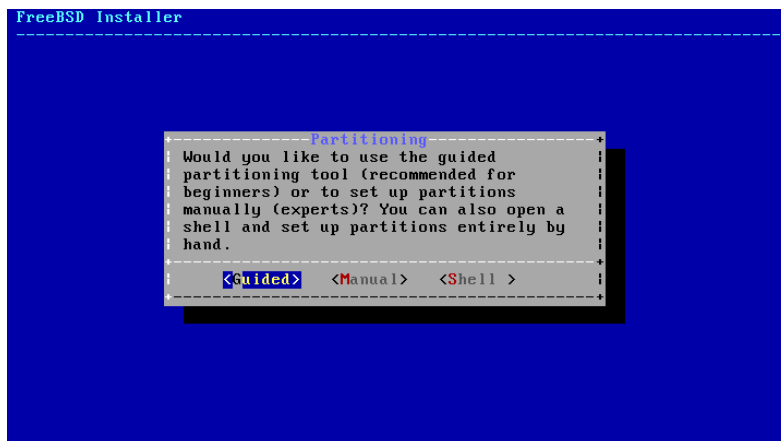 FreeBSD Installer
Partitioning
Would you like to use the guided
partitioning tool (recommended for
beginners) or to set up partitions
manually (experts)? You can also open a
shell and set up partitions entirely by
hand.
<Guided> <Manual> <Shell >